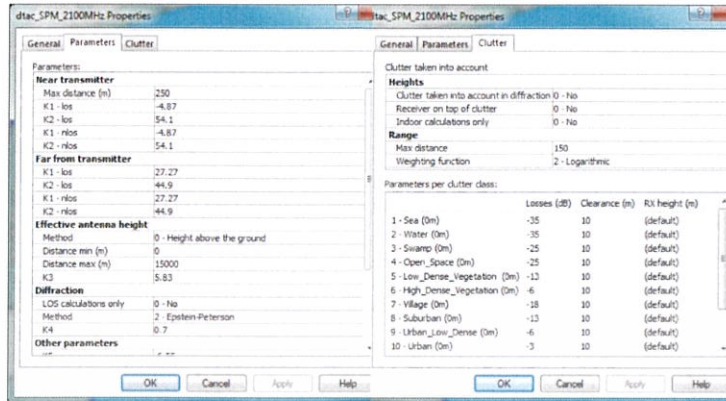 dtac_SPM_2100MHz Properties
General Parameters Clutter
Parameters:
Near transmitter
Max distance (m) 250
K1 - los -4.87
K2 - los 54.1
K1 - nlos -4.87
K2 - nlos 54.1
Far from transmitter
K1 - los 27.27
K2 - los 44.9
K1 - nlos 27.27
K2 - nlos 44.9
Effective antenna height
Method 0 - Height above the ground
Distance min (m) 0
Distance max (m) 15000
K3 5.83
Diffraction
LOS calculations only 0 - No
Method 2 - Epstein-Peterson
K4 0.7
Other parameters
OK Cancel Apply Help
dtac_SPM_2100MHz Properties
General Parameters Clutter
Clutter taken into account
Heights
Clutter taken into account in diffraction 0 - No
Receiver on top of clutter 0 - No
Indoor calculations only 0 - No
Range
Max distance 150
Weighting function 2 - Logarithmic
Parameters per clutter class:
Losses (dB) Clearance (m) RX height (m)
1 - Sea (0m) -35 10 (default)
2 - Water (0m) -35 10 (default)
3 - Swamp (0m) -25 10 (default)
4 - Open_Space (0m) -25 10 (default)
5 - Low_Dense_Vegetation (0m) -13 10 (default)
6 - High_Dense_Vegetation (0m) -6 10 (default)
7 - Village (0m) -18 10 (default)
8 - Suburban (0m) -13 10 (default)
9 - Urban_Low_Dense (0m) -6 10 (default)
10 - Urban (0m) -3 10 (default)
OK Cancel Apply Help